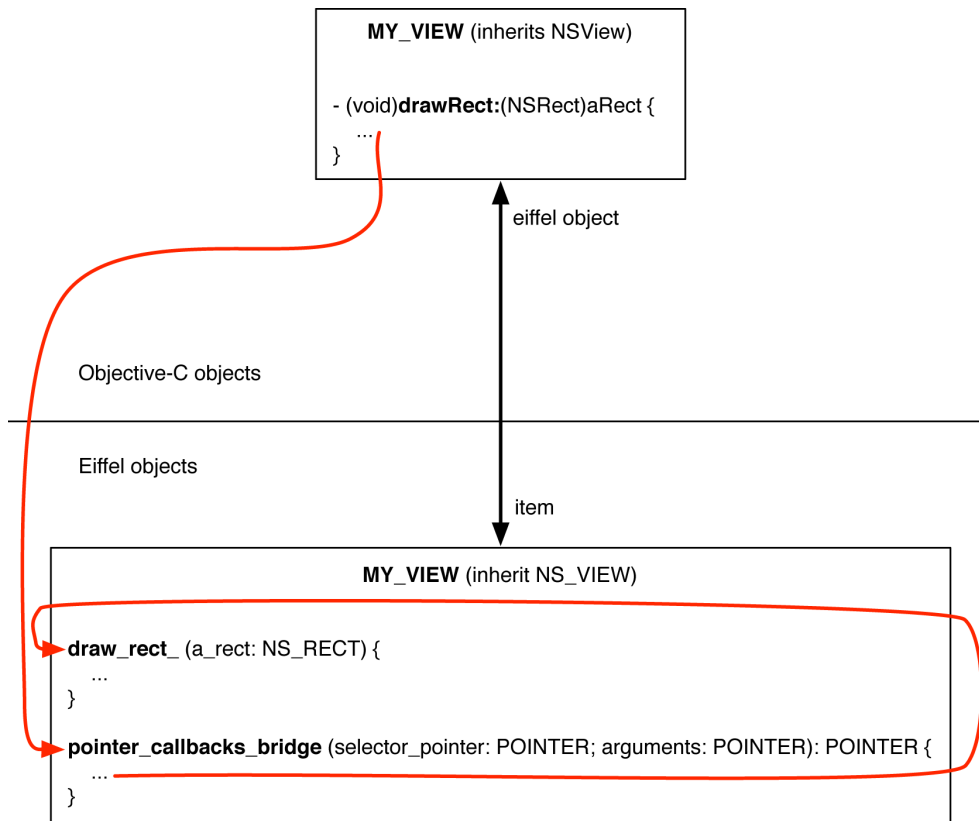 MY_VIEW (inherits NSView)
- (void)drawRect:(NSRect)aRect {
...
}
eiffel object
Objective-C objects
Eiffel objects
item
MY_VIEW (inherit NS_VIEW)
draw_rect_ (a_rect: NS_RECT) {
...
}
pointer_callbacks_bridge (selector_pointer: POINTER; arguments: POINTER): POINTER {
...
}